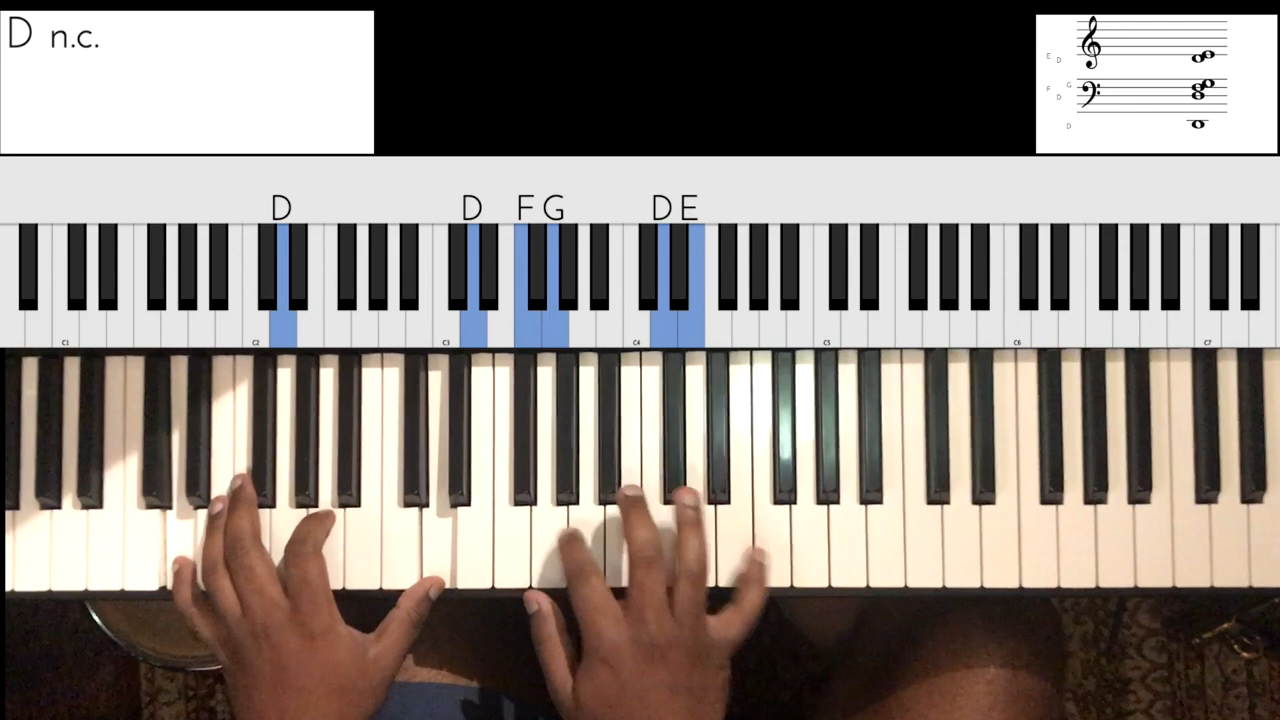 D n.c.
E D
G
F D
D
D D F G D E
C1 C2 C3 C4 C5 C6 C7